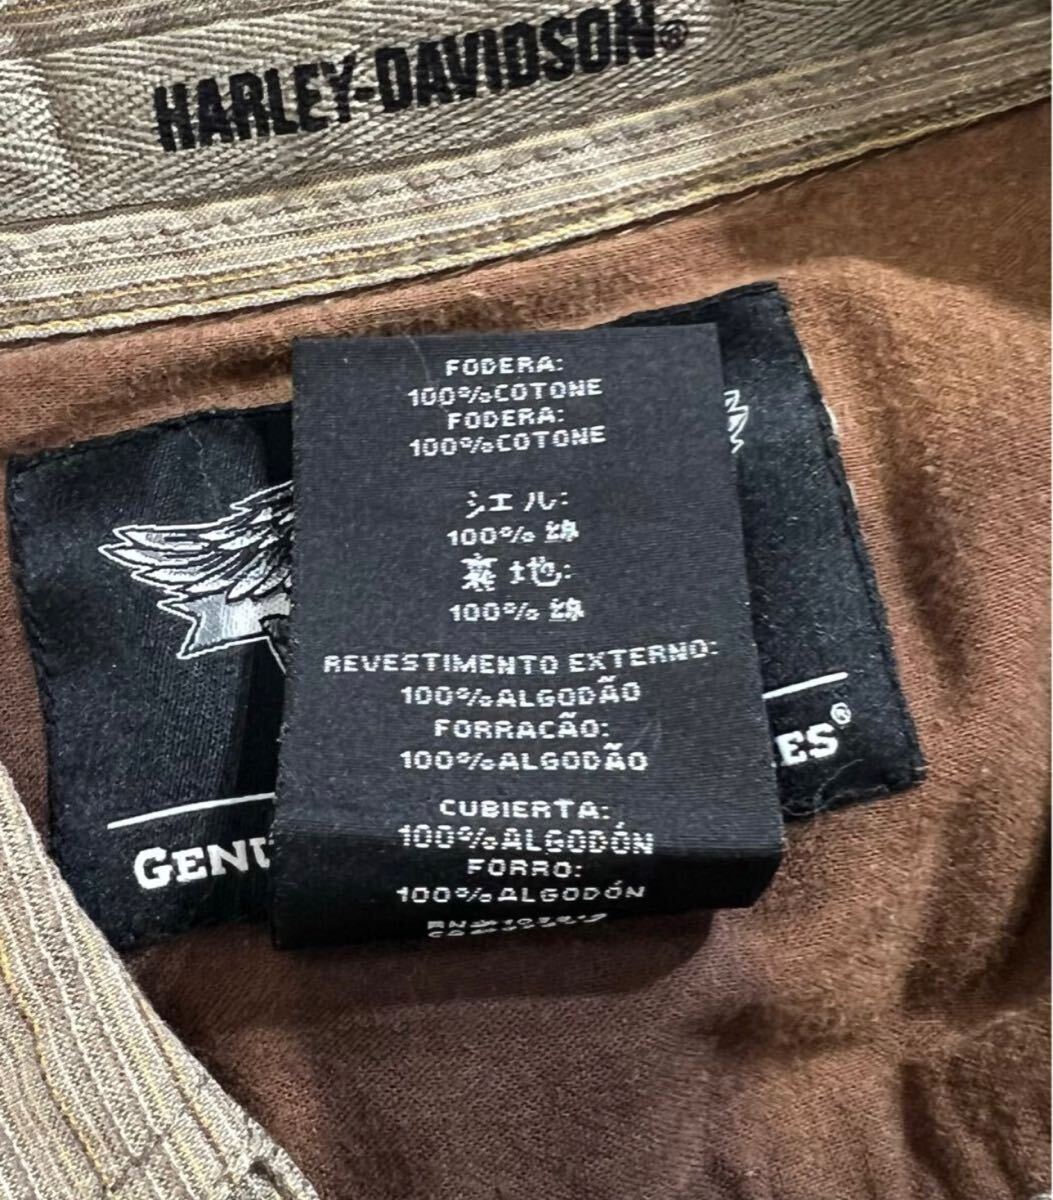 HARLEY-DAVIDSON®
FODERA:
100%COTONE
FODERA:
100%COTONE
シエル:
100% 綿
裏地:
100% 綿
REVESTIMENTO EXTERNO:
100%ALGODÃO
FORRACÃO:
100%ALGODÃO
CUBIERTA:
100%ALGODÓN
FORRO:
100%ALGODÓN
GENU
ES®